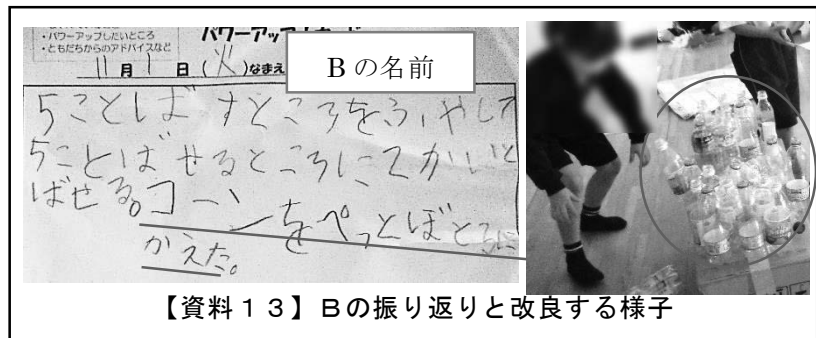 ・パワーアップしたいところ
・ともだちからのアドバイスなど
パワーアップ
11月1日(火)なまえ
Bの名前
5ことばすところをふやして
5ことばせるところに2かいと
ばせる。コーンをぺっとぼとるに
かえた。
【資料13】Bの振り返りと改良する様子